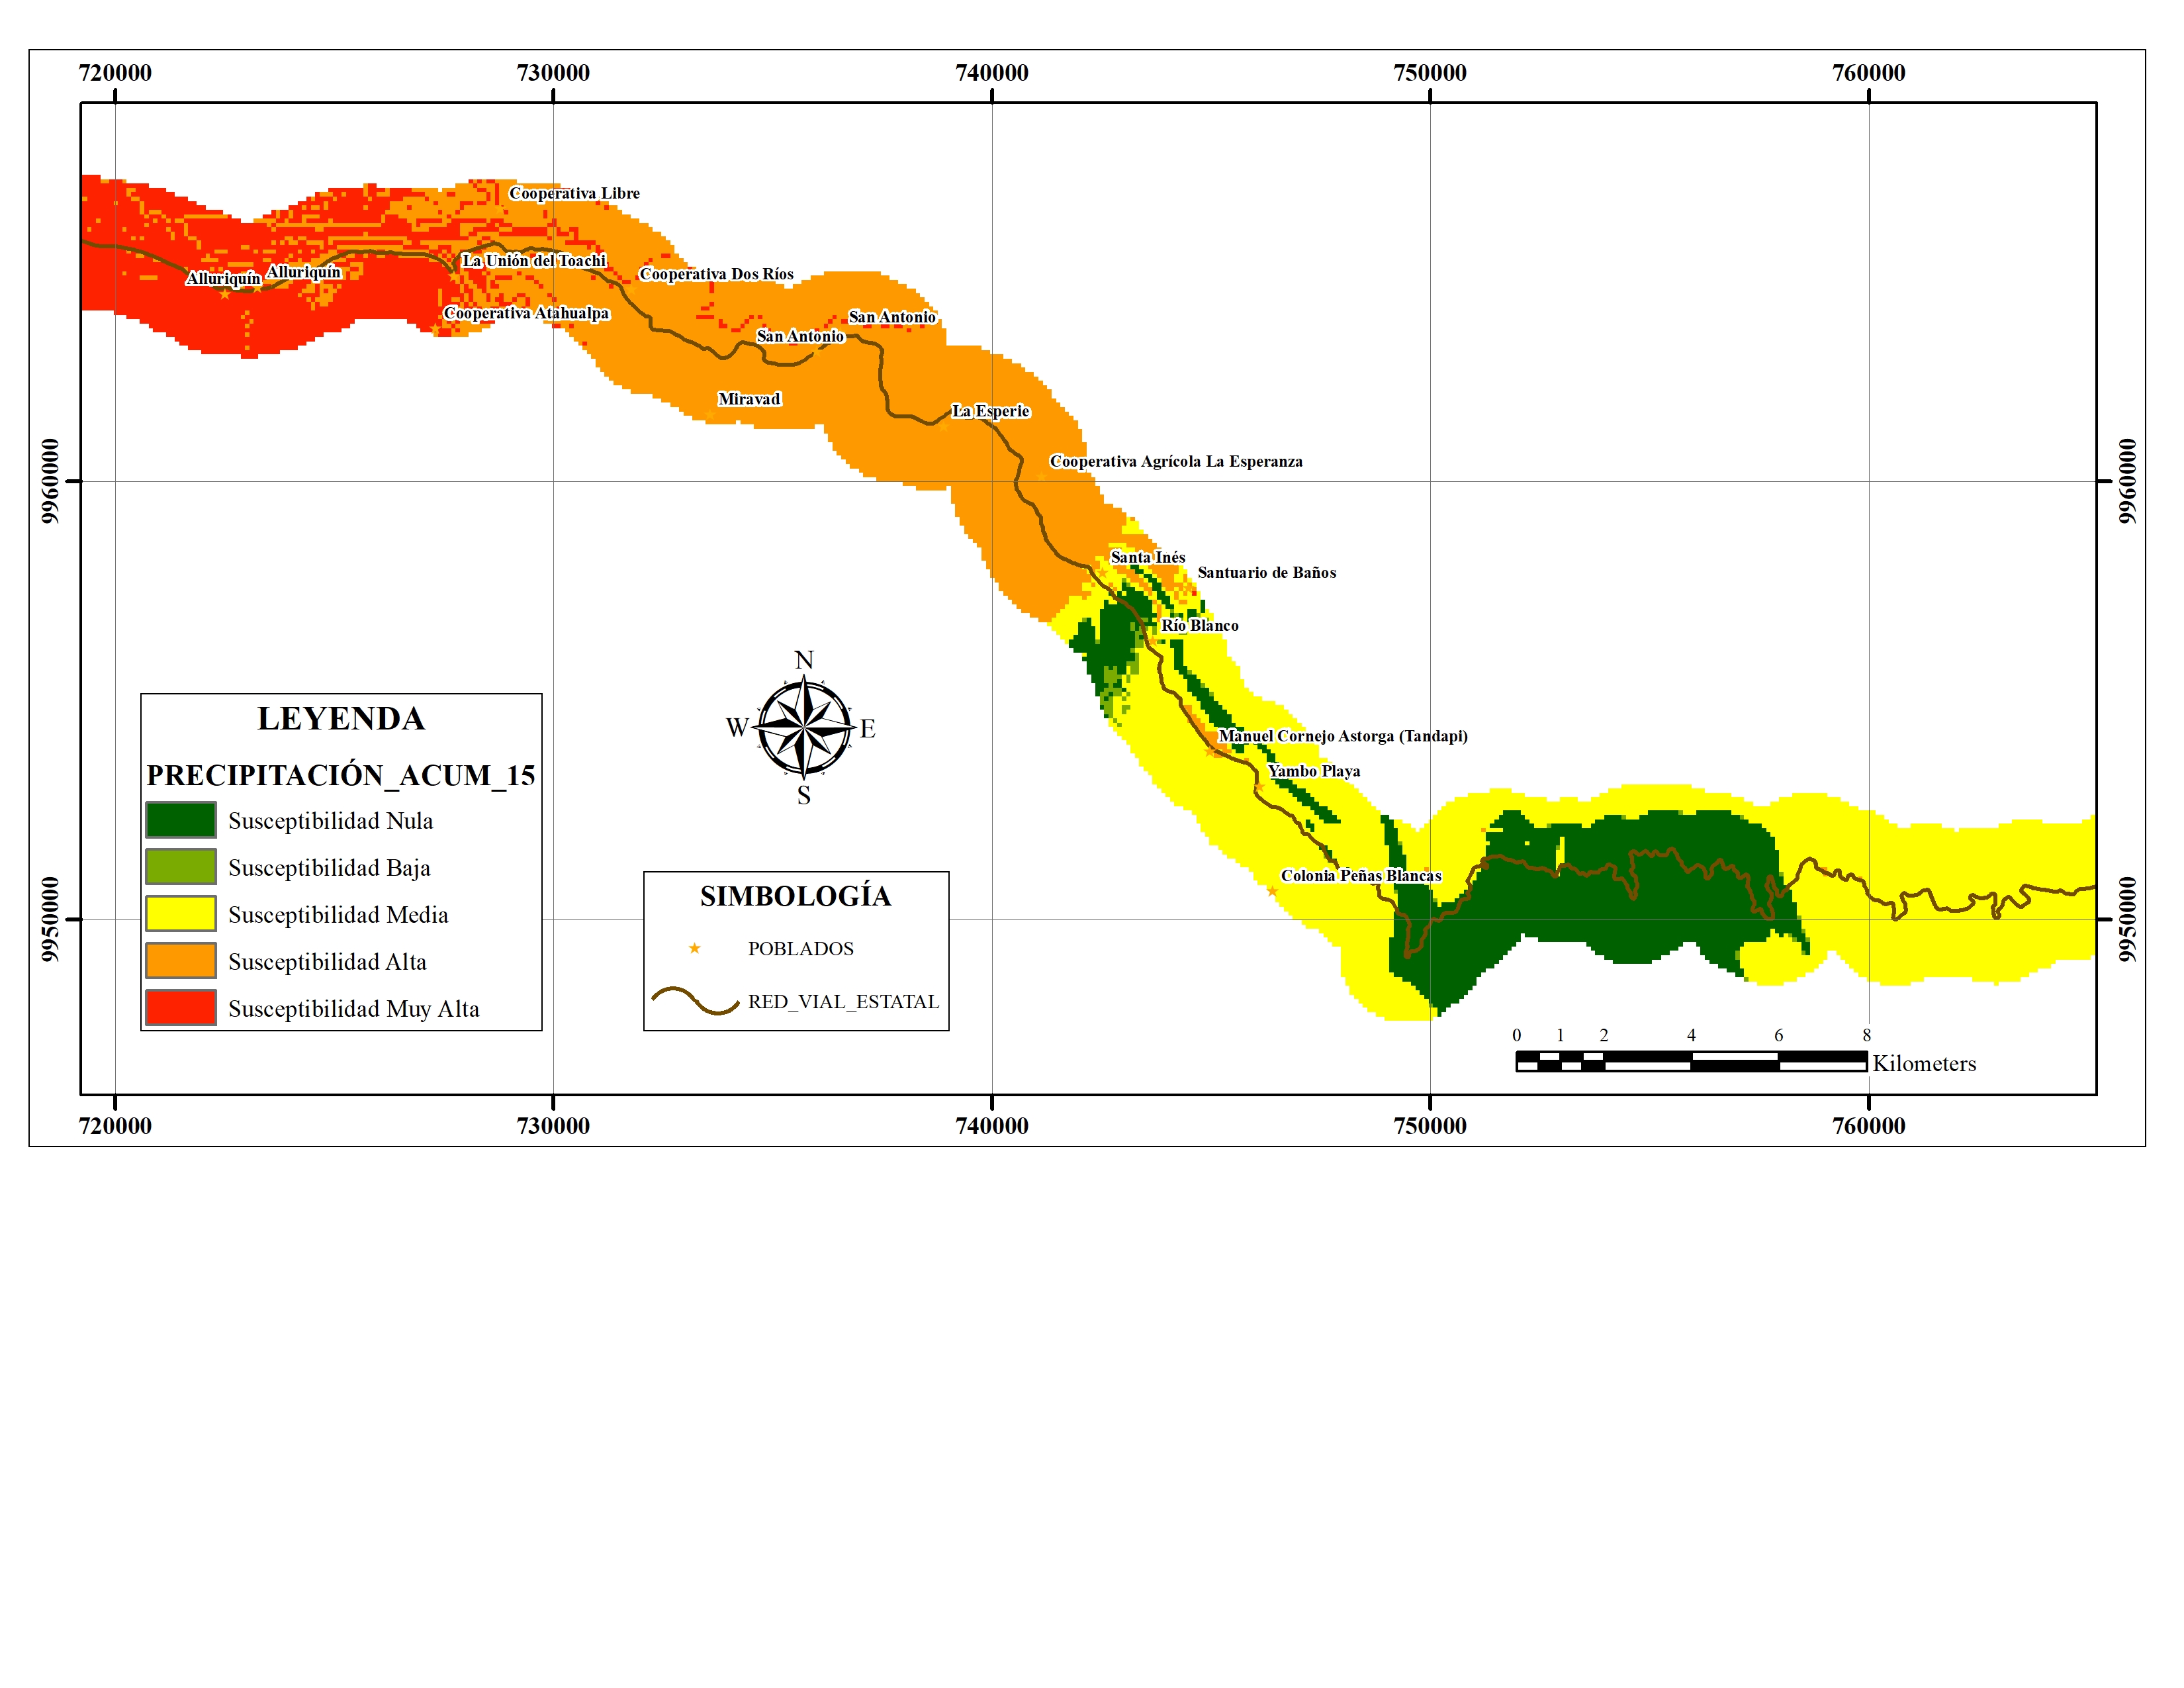 720000 730000 740000 750000 760000
Cooperativa Libre
La Unión del Toachi
Alluriquín Alluriquín
Cooperativa Dos Ríos
Cooperativa Atahualpa
San Antonio
San Antonio
Miravad
La Esperie
9960000
9960000
Cooperativa Agrícola La Esperanza
Santa Inés
Santuario de Baños
Río Blanco
Manuel Cornejo Astorga (Tandapi)
Yambo Playa
Colonia Peñas Blancas
9950000
9950000
N
W E
S
LEYENDA
PRECIPITACIÓN_ACUM_15
Susceptibilidad Nula
Susceptibilidad Baja
Susceptibilidad Media
Susceptibilidad Alta
Susceptibilidad Muy Alta
SIMBOLOGÍA
POBLADOS
RED_VIAL_ESTATAL
0 1 2 4 6 8
Kilometers
720000 730000 740000 750000 760000